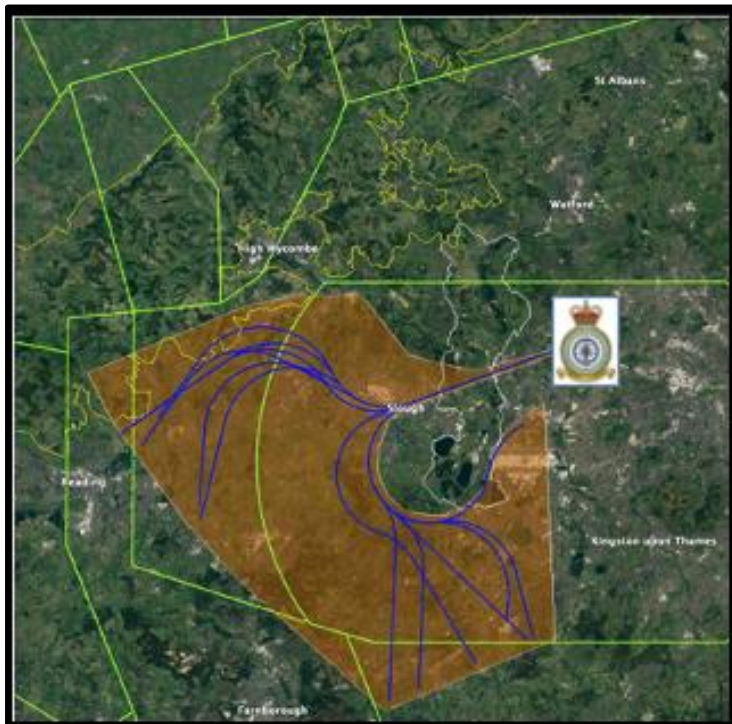 St Albans
Watford
High Wycombe
Slough
Reading
Kingston upon Thames
Farnborough